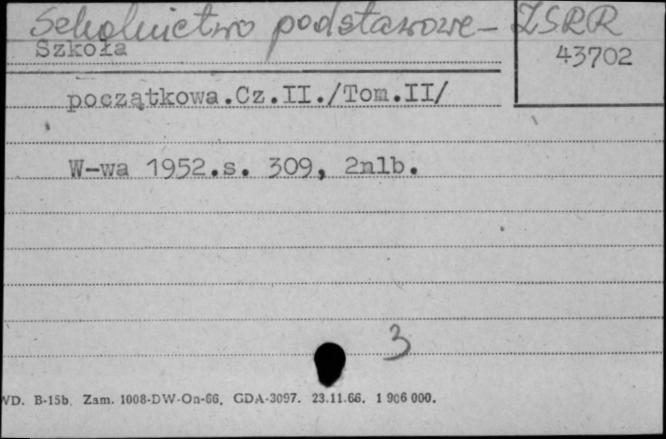 Szkolnictwo podstawowe – ZSRR
Szkoła
43702
początkowa.Cz.II./Tom.II/
W-wa 1952.s. 309, 2nlb.
3
WD. B-15b. Zam. 1008-DW-On-66. GDA-3097. 23.11.66. 1 906 000.